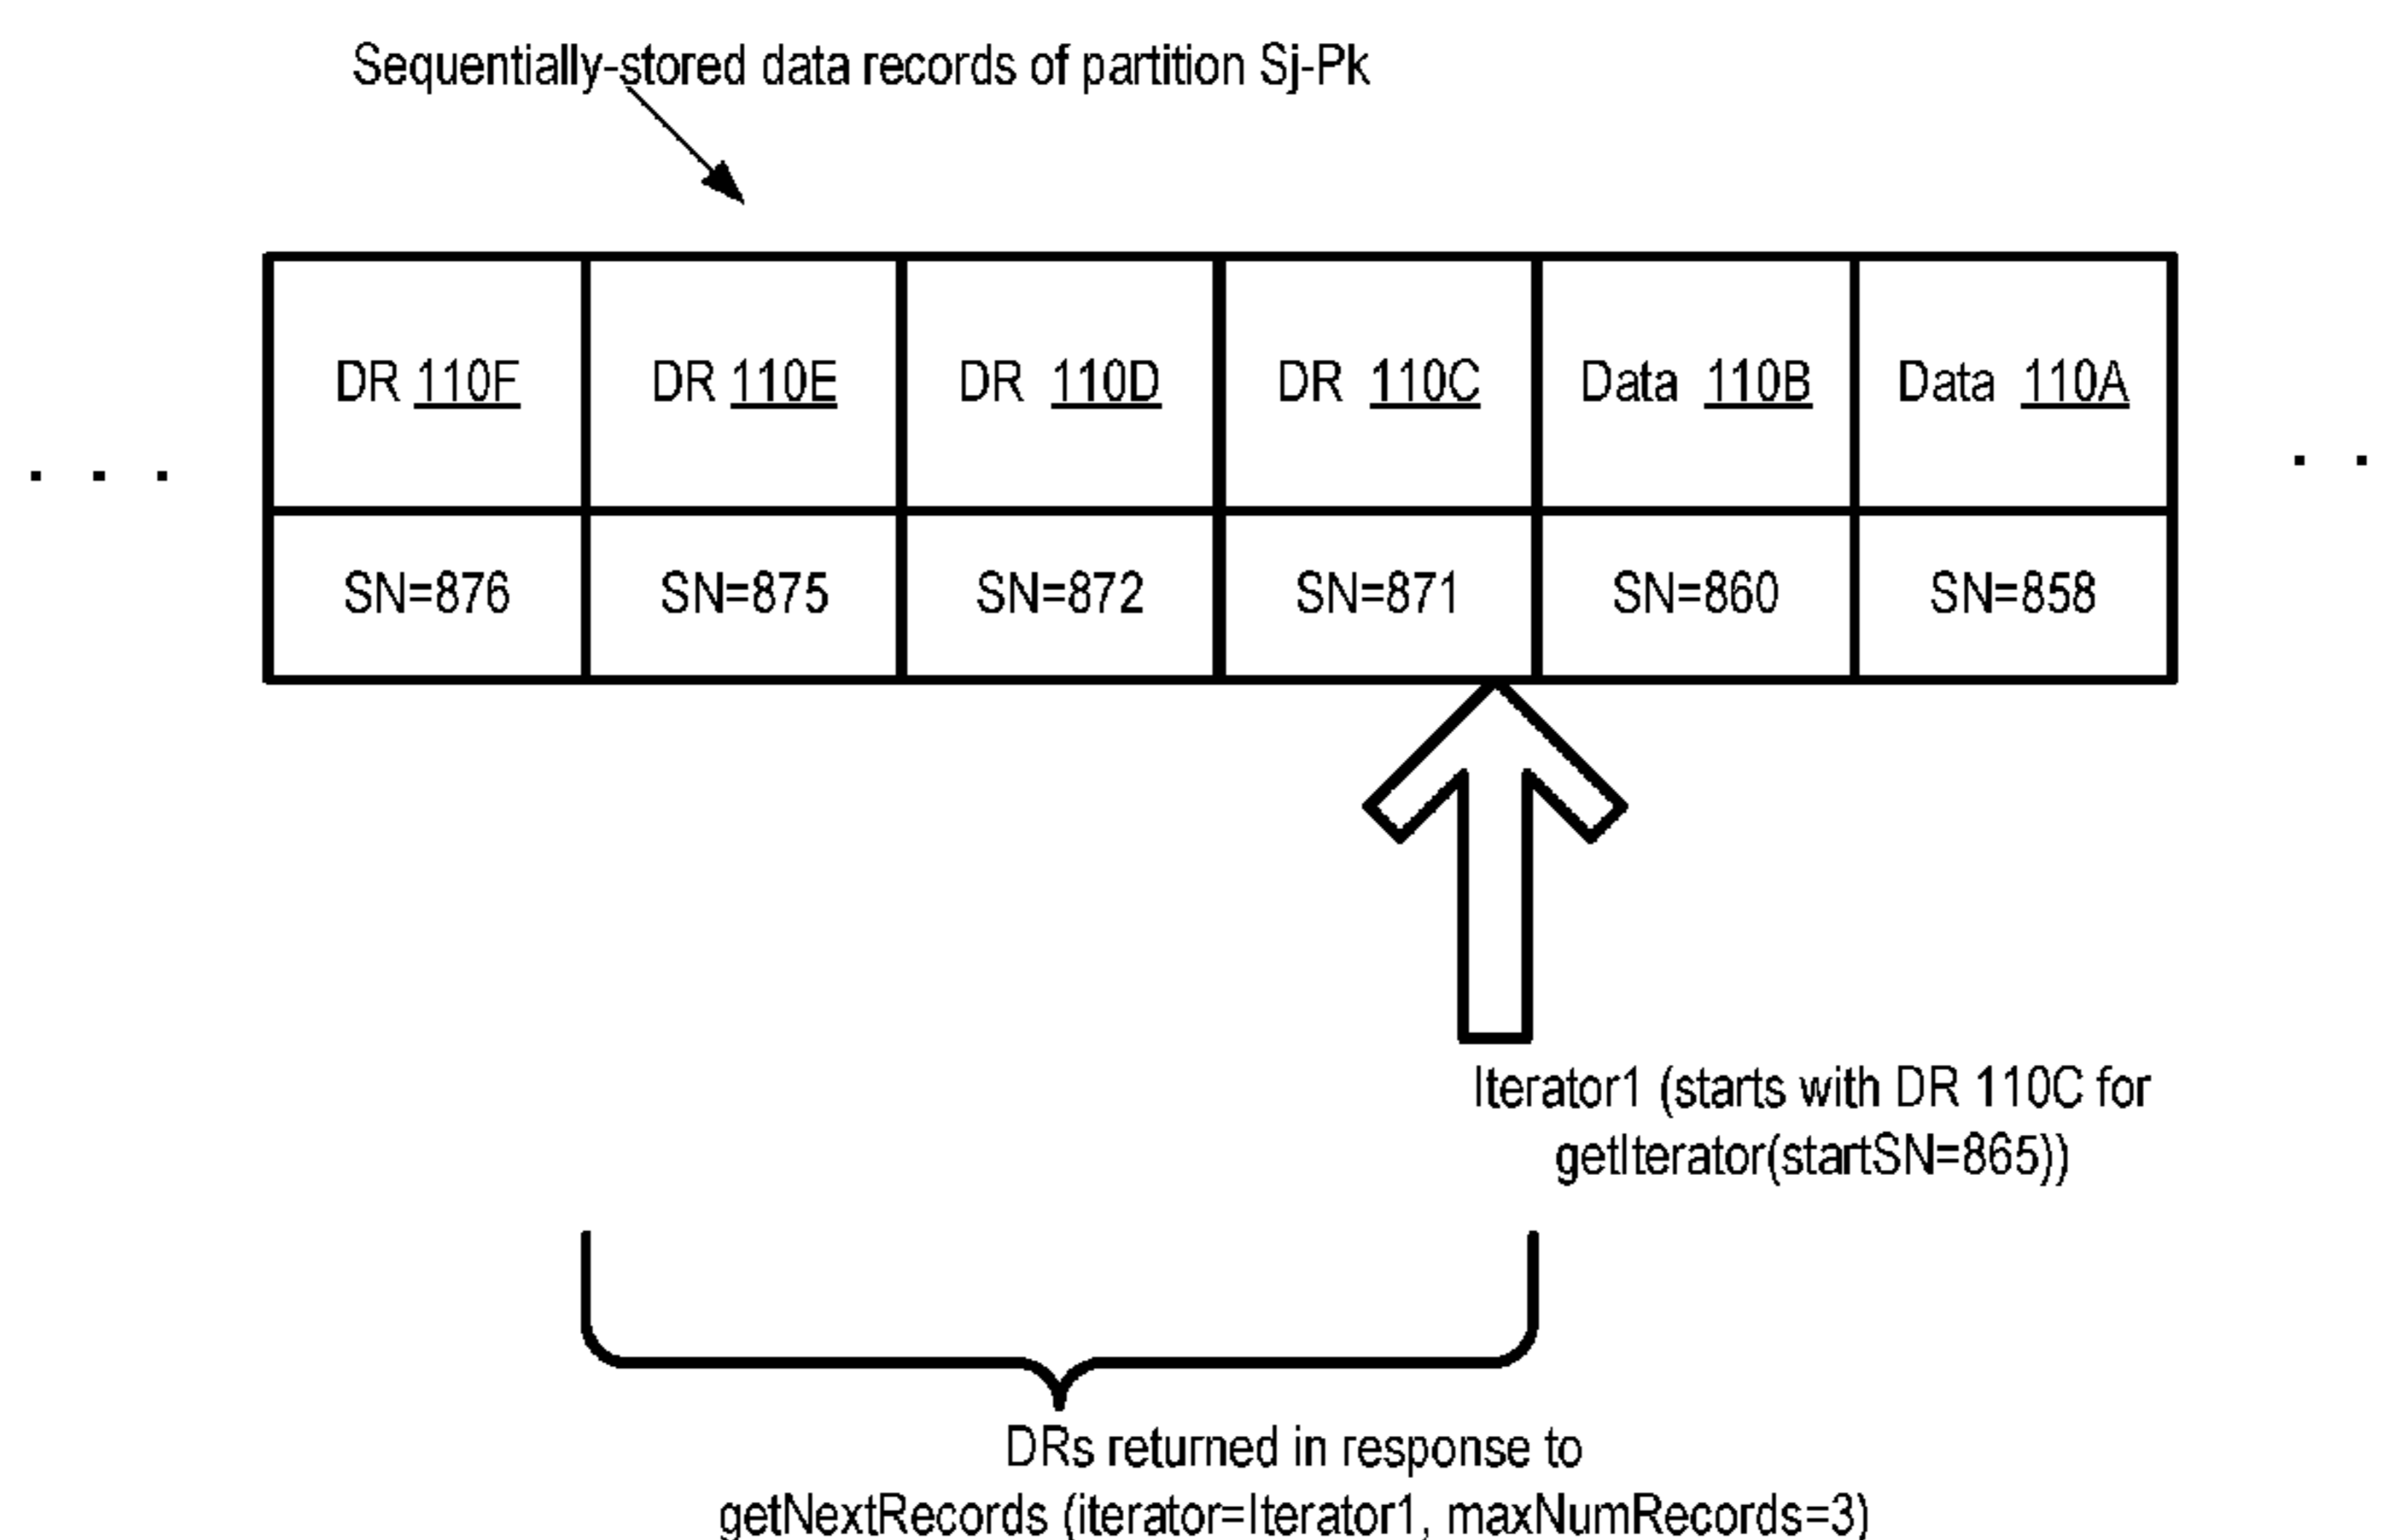 Sequentially-stored data records of partition Sj-Pk
DR 110F DR 110E DR 110D DR 110C Data 110B Data 110A
. . . . .
SN=876 SN=875 SN=872 SN=871 SN=860 SN=858
Iterator1 (starts with DR 110C for
getIterator(startSN=865))
DRs returned in response to
getNextRecords (iterator=Iterator1, maxNumRecords=3)